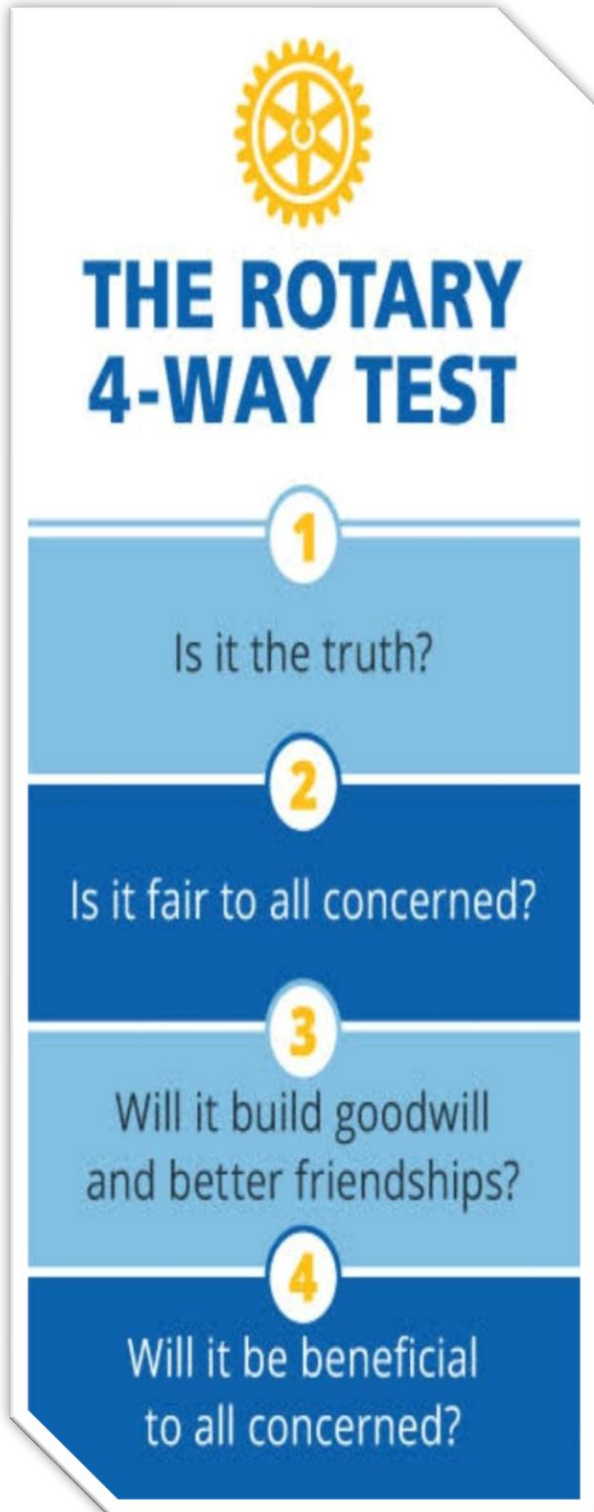 THE ROTARY
4-WAY TEST
1
Is it the truth?
2
Is it fair to all concerned?
3
Will it build goodwill
and better friendships?
4
Will it be beneficial
to all concerned?